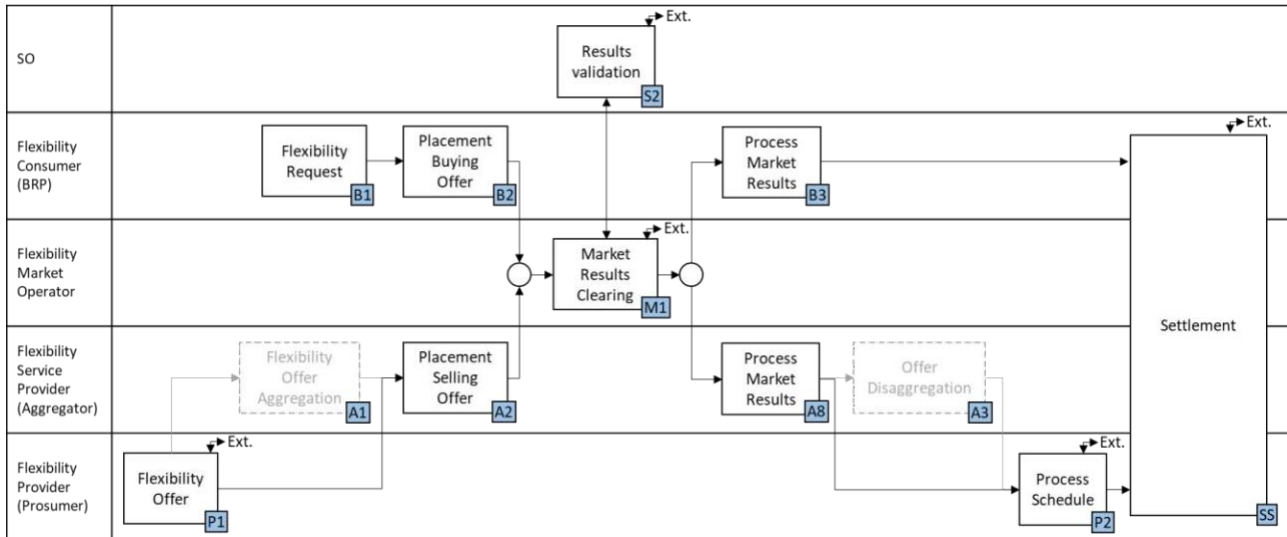 SO
Ext.
Results
validation
S2
Flexibility
Consumer
(BRP)
Flexibility
Request
B1
Placement
Buying
Offer
B2
Process
Market
Results
B3
Ext.
Flexibility
Market
Operator
Ext.
Market
Results
Clearing
M1
Settlement
SS
Flexibility
Service
Provider
(Aggregator)
Flexibility
Offer
Aggregation
A1
Placement
Selling
Offer
A2
Process
Market
Results
A8
Offer
Disaggregation
A3
Flexibility
Provider
(Prosumer)
Ext.
Flexibility
Offer
P1
Ext.
Process
Schedule
P2